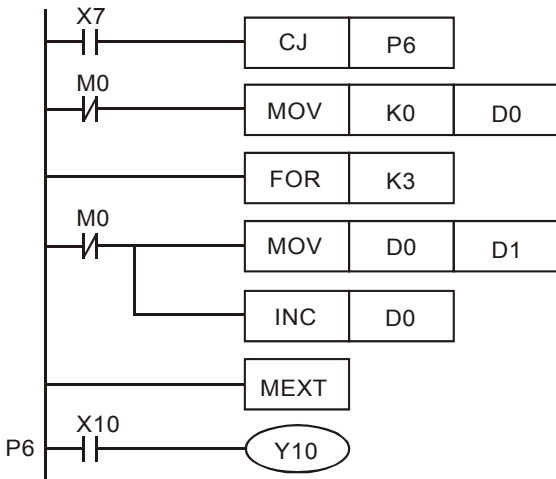 X7
CJ P6
M0
MOV K0 D0
FOR K3
M0
MOV D0 D1
INC D0
MEXT
X10
P6 Y10